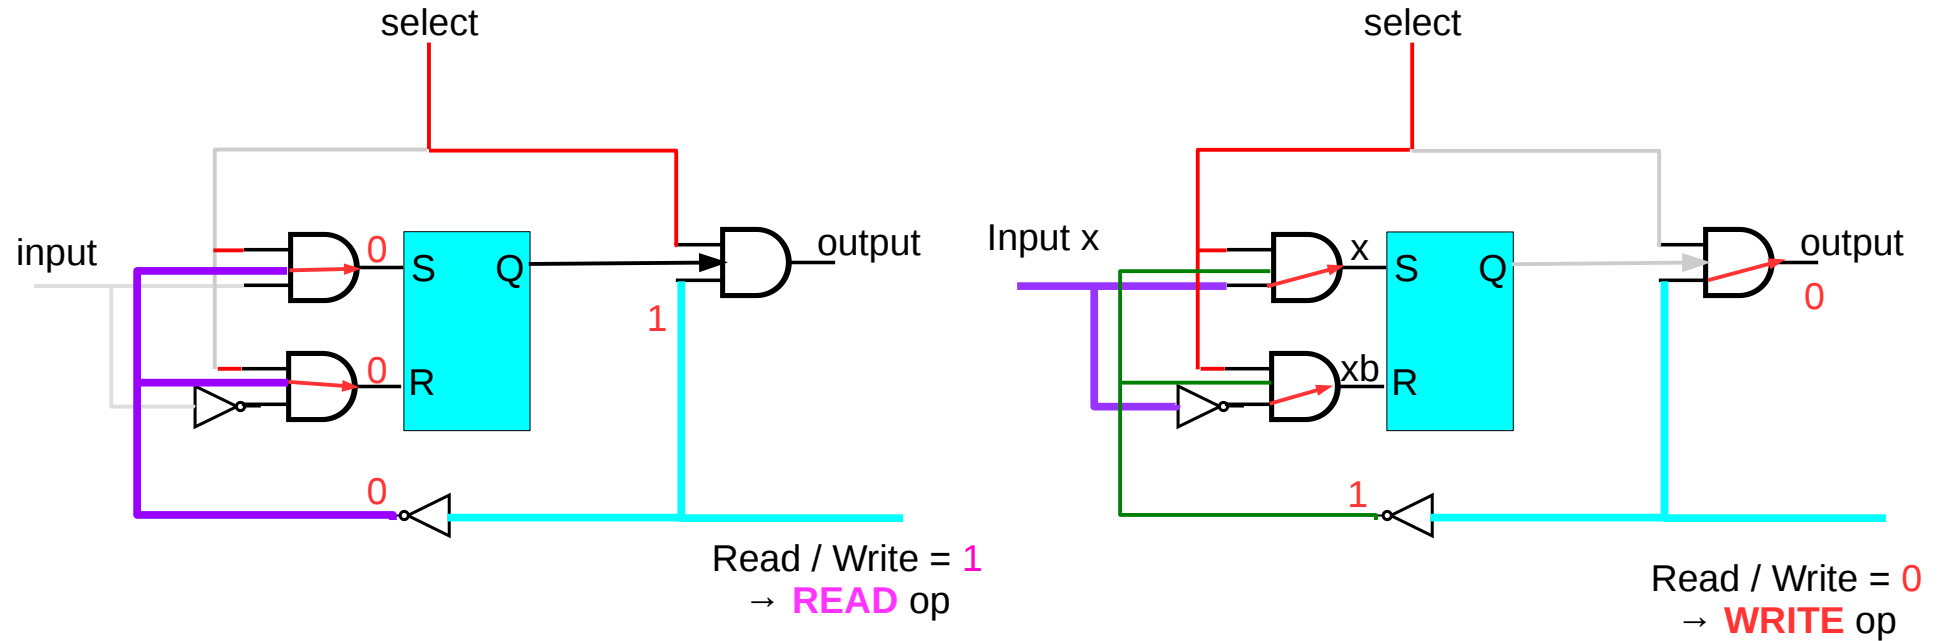 select
input
0
S
Q
output
1
0
R
0
Read / Write = 1
→ READ op
select
Input x
x
S
Q
output
0
xb
R
1
Read / Write = 0
→ WRITE op